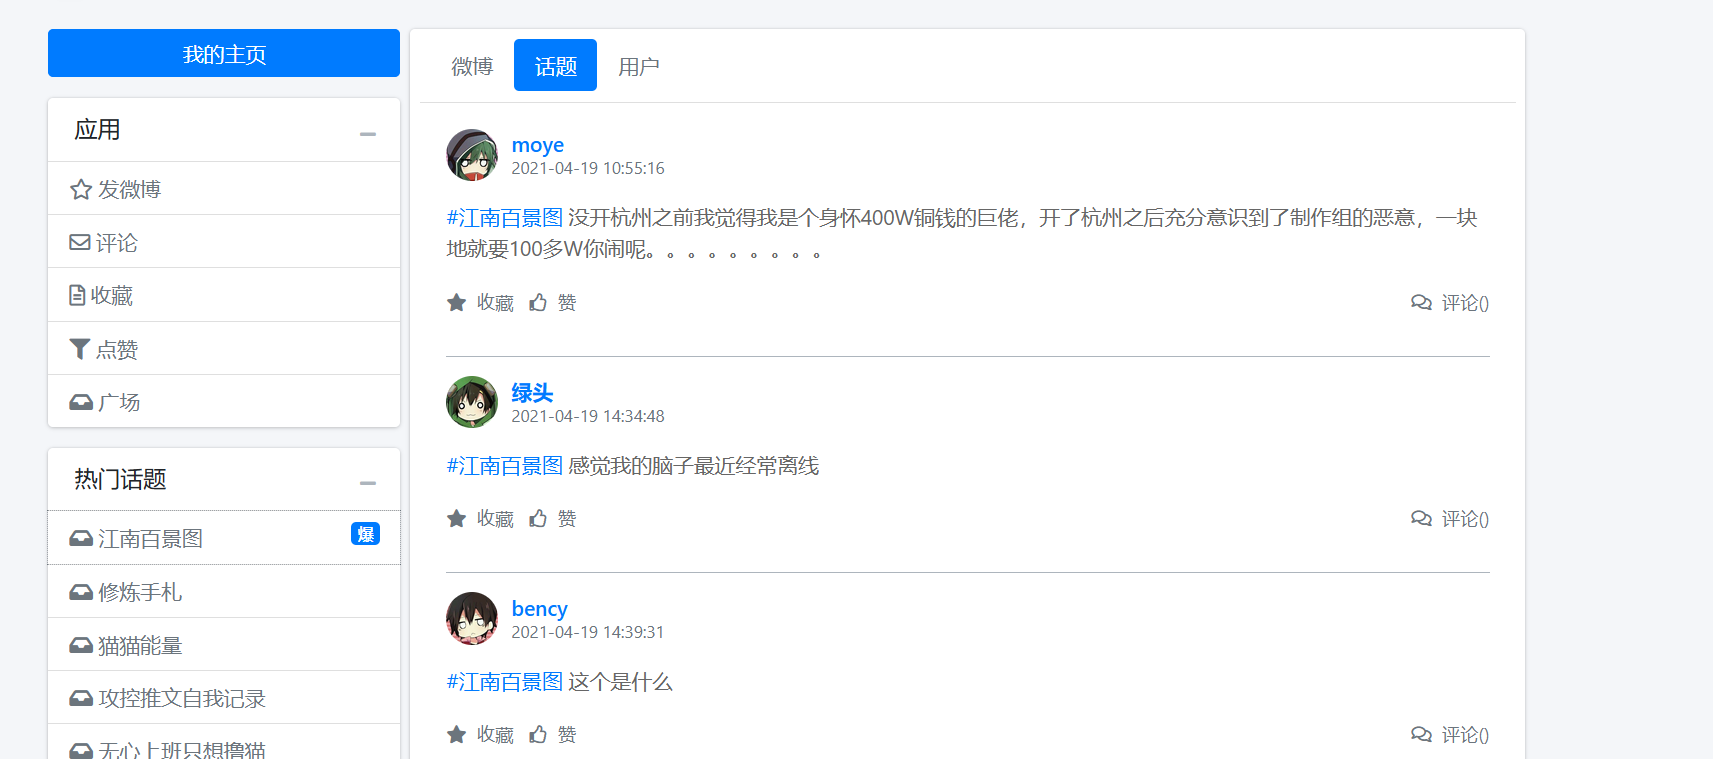 我的主页
应用
发微博
评论
收藏
点赞
广场
热门话题
江南百景图 爆
修炼手札
猫猫能量
攻控推文自我记录
无心上班只想撸猫
微博 话题 用户
moye
2021-04-19 10:55:16
#江南百景图 没开杭州之前我觉得我是个身怀400W铜钱的巨佬，开了杭州之后充分意识到了制作组的恶意，一块
地就要100多W你闹呢。。。。。。。。。
收藏 赞 评论()
绿头
2021-04-19 14:34:48
#江南百景图 感觉我的脑子最近经常离线
收藏 赞 评论()
bency
2021-04-19 14:39:31
#江南百景图 这个是什么
收藏 赞 评论()